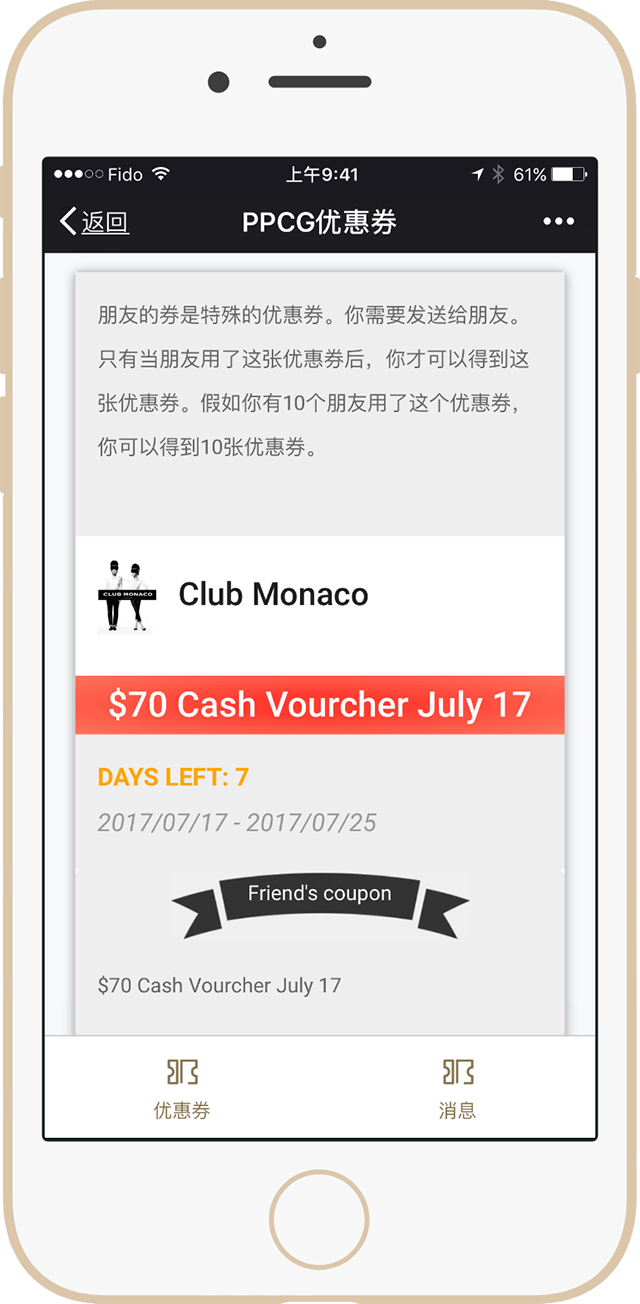 Fido 上午9:41 61%
返回 PPCG优惠券
朋友的券是特殊的优惠券。你需要发送给朋友。
只有当朋友用了这张优惠券后，你才可以得到这
张优惠券。假如你有10个朋友用了这个优惠券，
你可以得到10张优惠券。
CLUB MONACO
Club Monaco
$70 Cash Vourcher July 17
DAYS LEFT: 7
2017/07/17 - 2017/07/25
Friend's coupon
$70 Cash Vourcher July 17
优惠券 消息